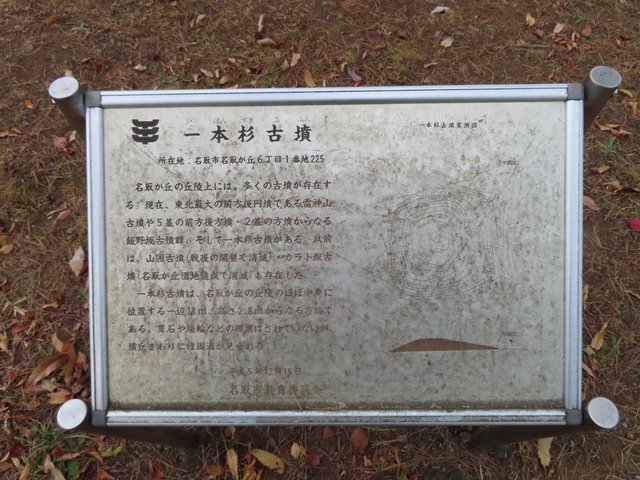 いっぽんすぎこふん
一本杉古墳
一本杉古墳実測図
所在地：名取市名取が丘6丁目1番地225
名取が丘の丘陵上には、多くの古墳が存在す
る。現在、東北最大の前方後円墳である雷神山
古墳や5基の前方後方墳・2基の方墳からなる
飯野坂古墳群、そして一本杉古墳がある。以前
は、山囲古墳(戦後の開墾で消滅)・カラト塚古
墳(名取が丘団地造成で消滅)も存在した。
一本杉古墳は、名取が丘の丘陵のほぼ中央に
位置する一辺18m、高さ2.8mからなる方墳で
ある。葺石や埴輪などの確認はされていないが、
墳丘まわりには周溝が見られる。
平成5年12月15日
名取市教育委員会